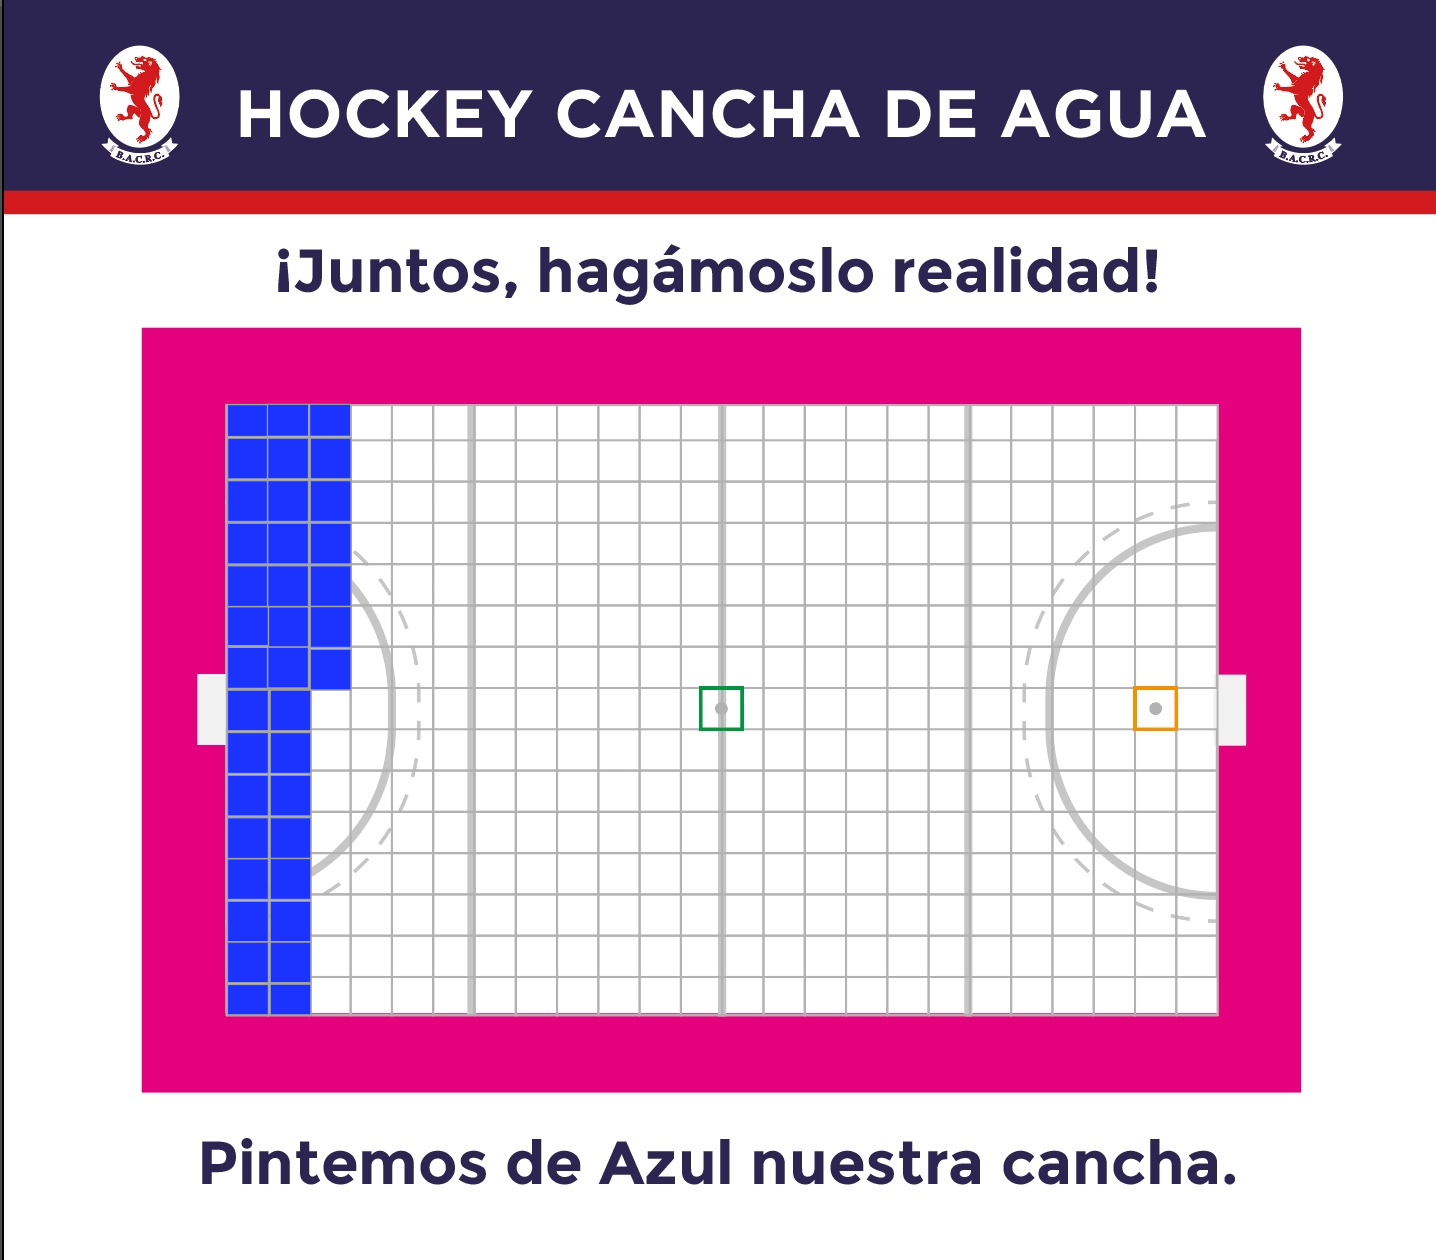 HOCKEY CANCHA DE AGUA
B.A.C.R.C.
B.A.C.R.C.
¡Juntos, hagámoslo realidad!
Pintemos de Azul nuestra cancha.